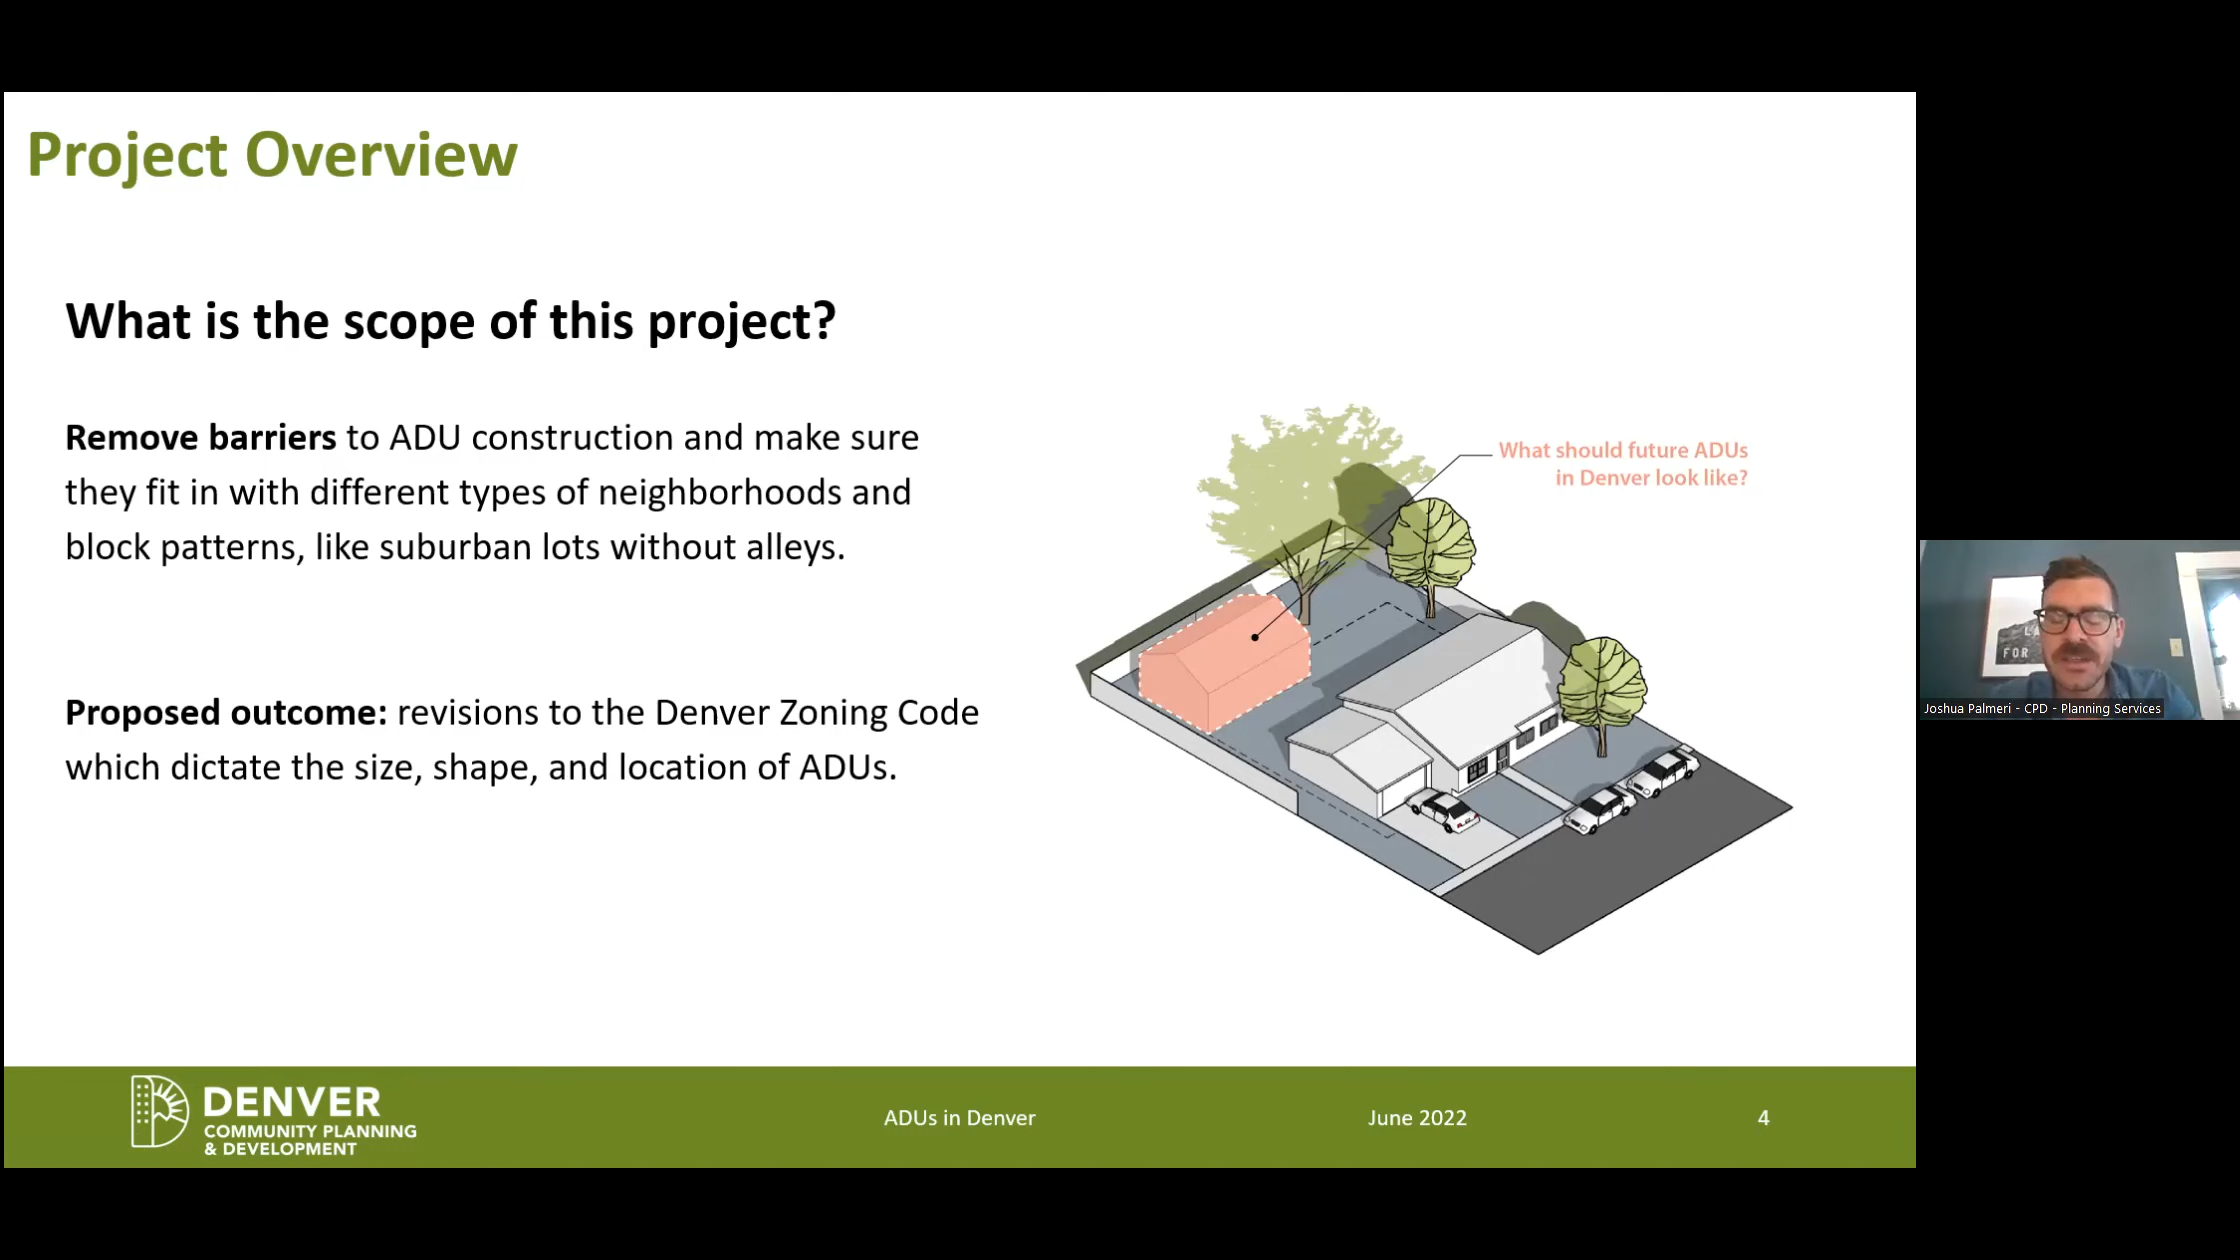 Project Overview
What is the scope of this project?
Remove barriers to ADU construction and make sure
they fit in with different types of neighborhoods and
block patterns, like suburban lots without alleys.
What should future ADUs
in Denver look like?
Proposed outcome: revisions to the Denver Zoning Code
which dictate the size, shape, and location of ADUs.
FOR
Joshua Palmeri - CPD - Planning Services
DENVER
COMMUNITY PLANNING
& DEVELOPMENT
ADUs in Denver
June 2022
4